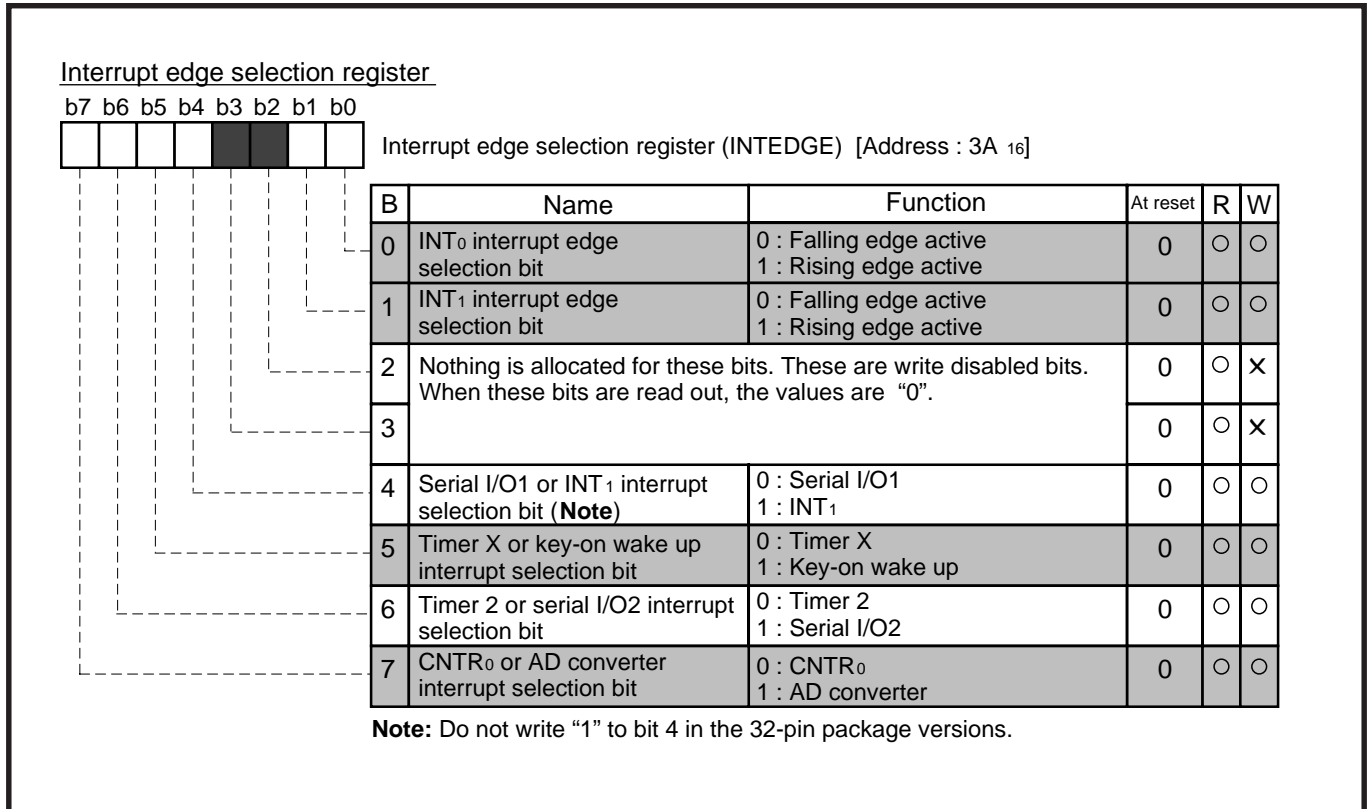 Interrupt edge selection register
b7 b6 b5 b4 b3 b2 b1 b0
Interrupt edge selection register (INTEDGE) [Address : 3A 16]
B Name Function At reset R W
0 INT0 interrupt edge selection bit 0 : Falling edge active 1 : Rising edge active 0 ○ ○
1 INT1 interrupt edge selection bit 0 : Falling edge active 1 : Rising edge active 0 ○ ○
2 Nothing is allocated for these bits. These are write disabled bits. 0 ○ ×
When these bits are read out, the values are “0”.
3 0 ○ ×
4 Serial I/O1 or INT1 interrupt selection bit (Note) 0 : Serial I/O1 1 : INT1 0 ○ ○
5 Timer X or key-on wake up interrupt selection bit 0 : Timer X 1 : Key-on wake up 0 ○ ○
6 Timer 2 or serial I/O2 interrupt selection bit 0 : Timer 2 1 : Serial I/O2 0 ○ ○
7 CNTR0 or AD converter interrupt selection bit 0 : CNTR0 1 : AD converter 0 ○ ○
Note: Do not write “1” to bit 4 in the 32-pin package versions.